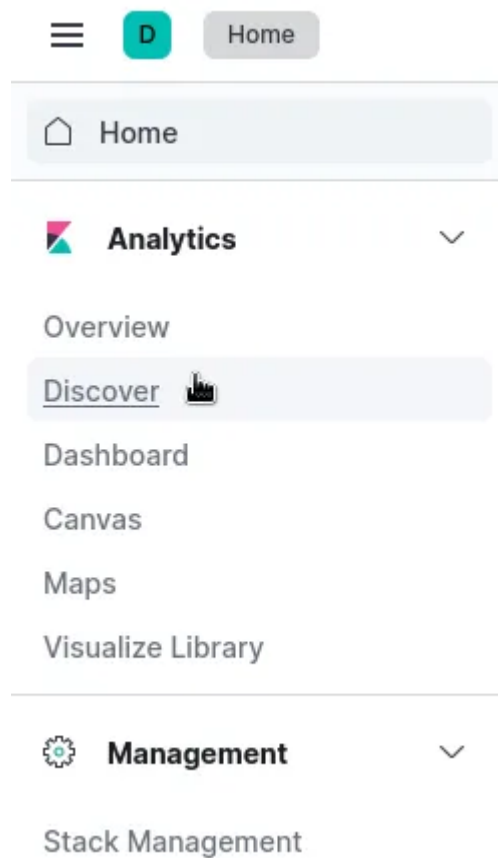 D Home
Home
Analytics
Overview
Discover
Dashboard
Canvas
Maps
Visualize Library
Management
Stack Management